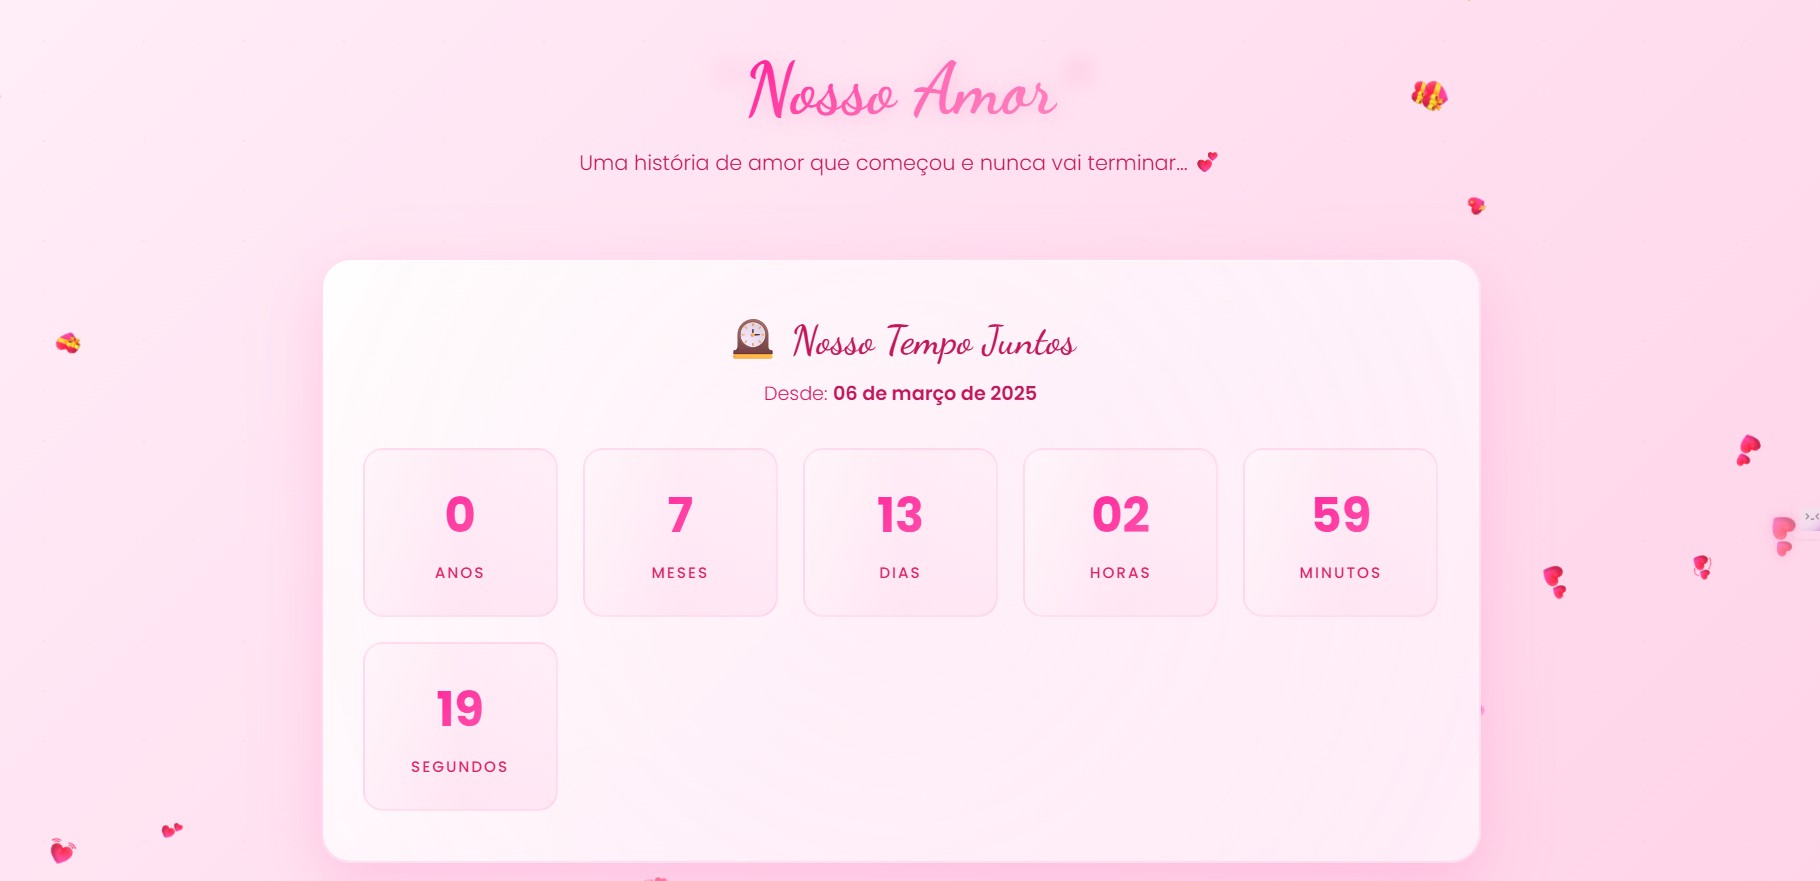 Nosso Amor
Uma história de amor que começou e nunca vai terminar... 💕
Nosso Tempo Juntos
Desde: 06 de março de 2025
0
ANOS
7
MESES
13
DIAS
02
HORAS
59
MINUTOS
19
SEGUNDOS